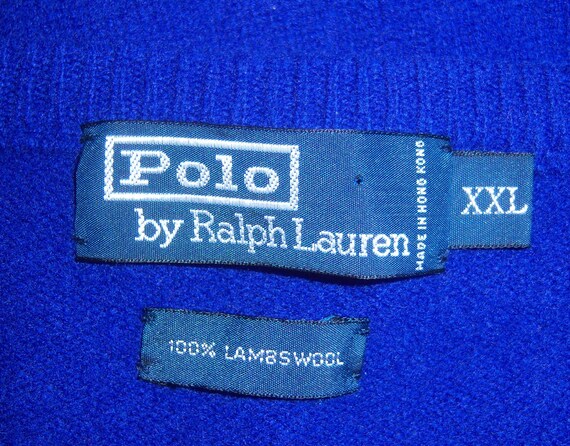 Polo
by Ralph Lauren
MADE IN HONG KONG
XXL
100% LAMBSWOOL